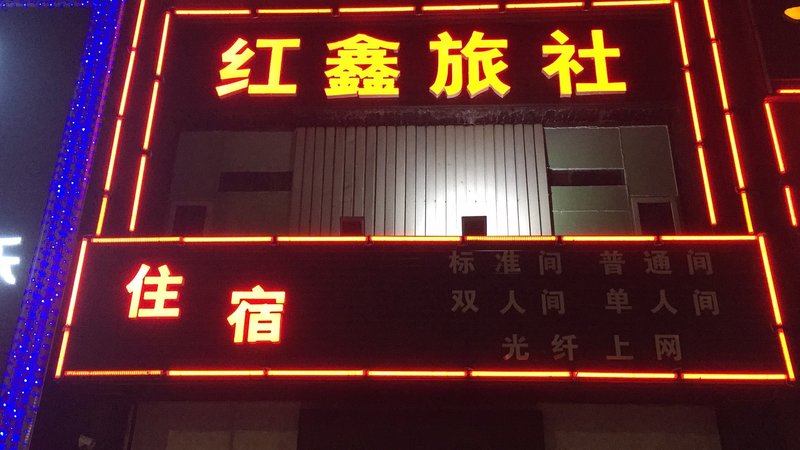 红鑫旅社
住宿
标准间 普通间
双人间 单人间
光纤上网